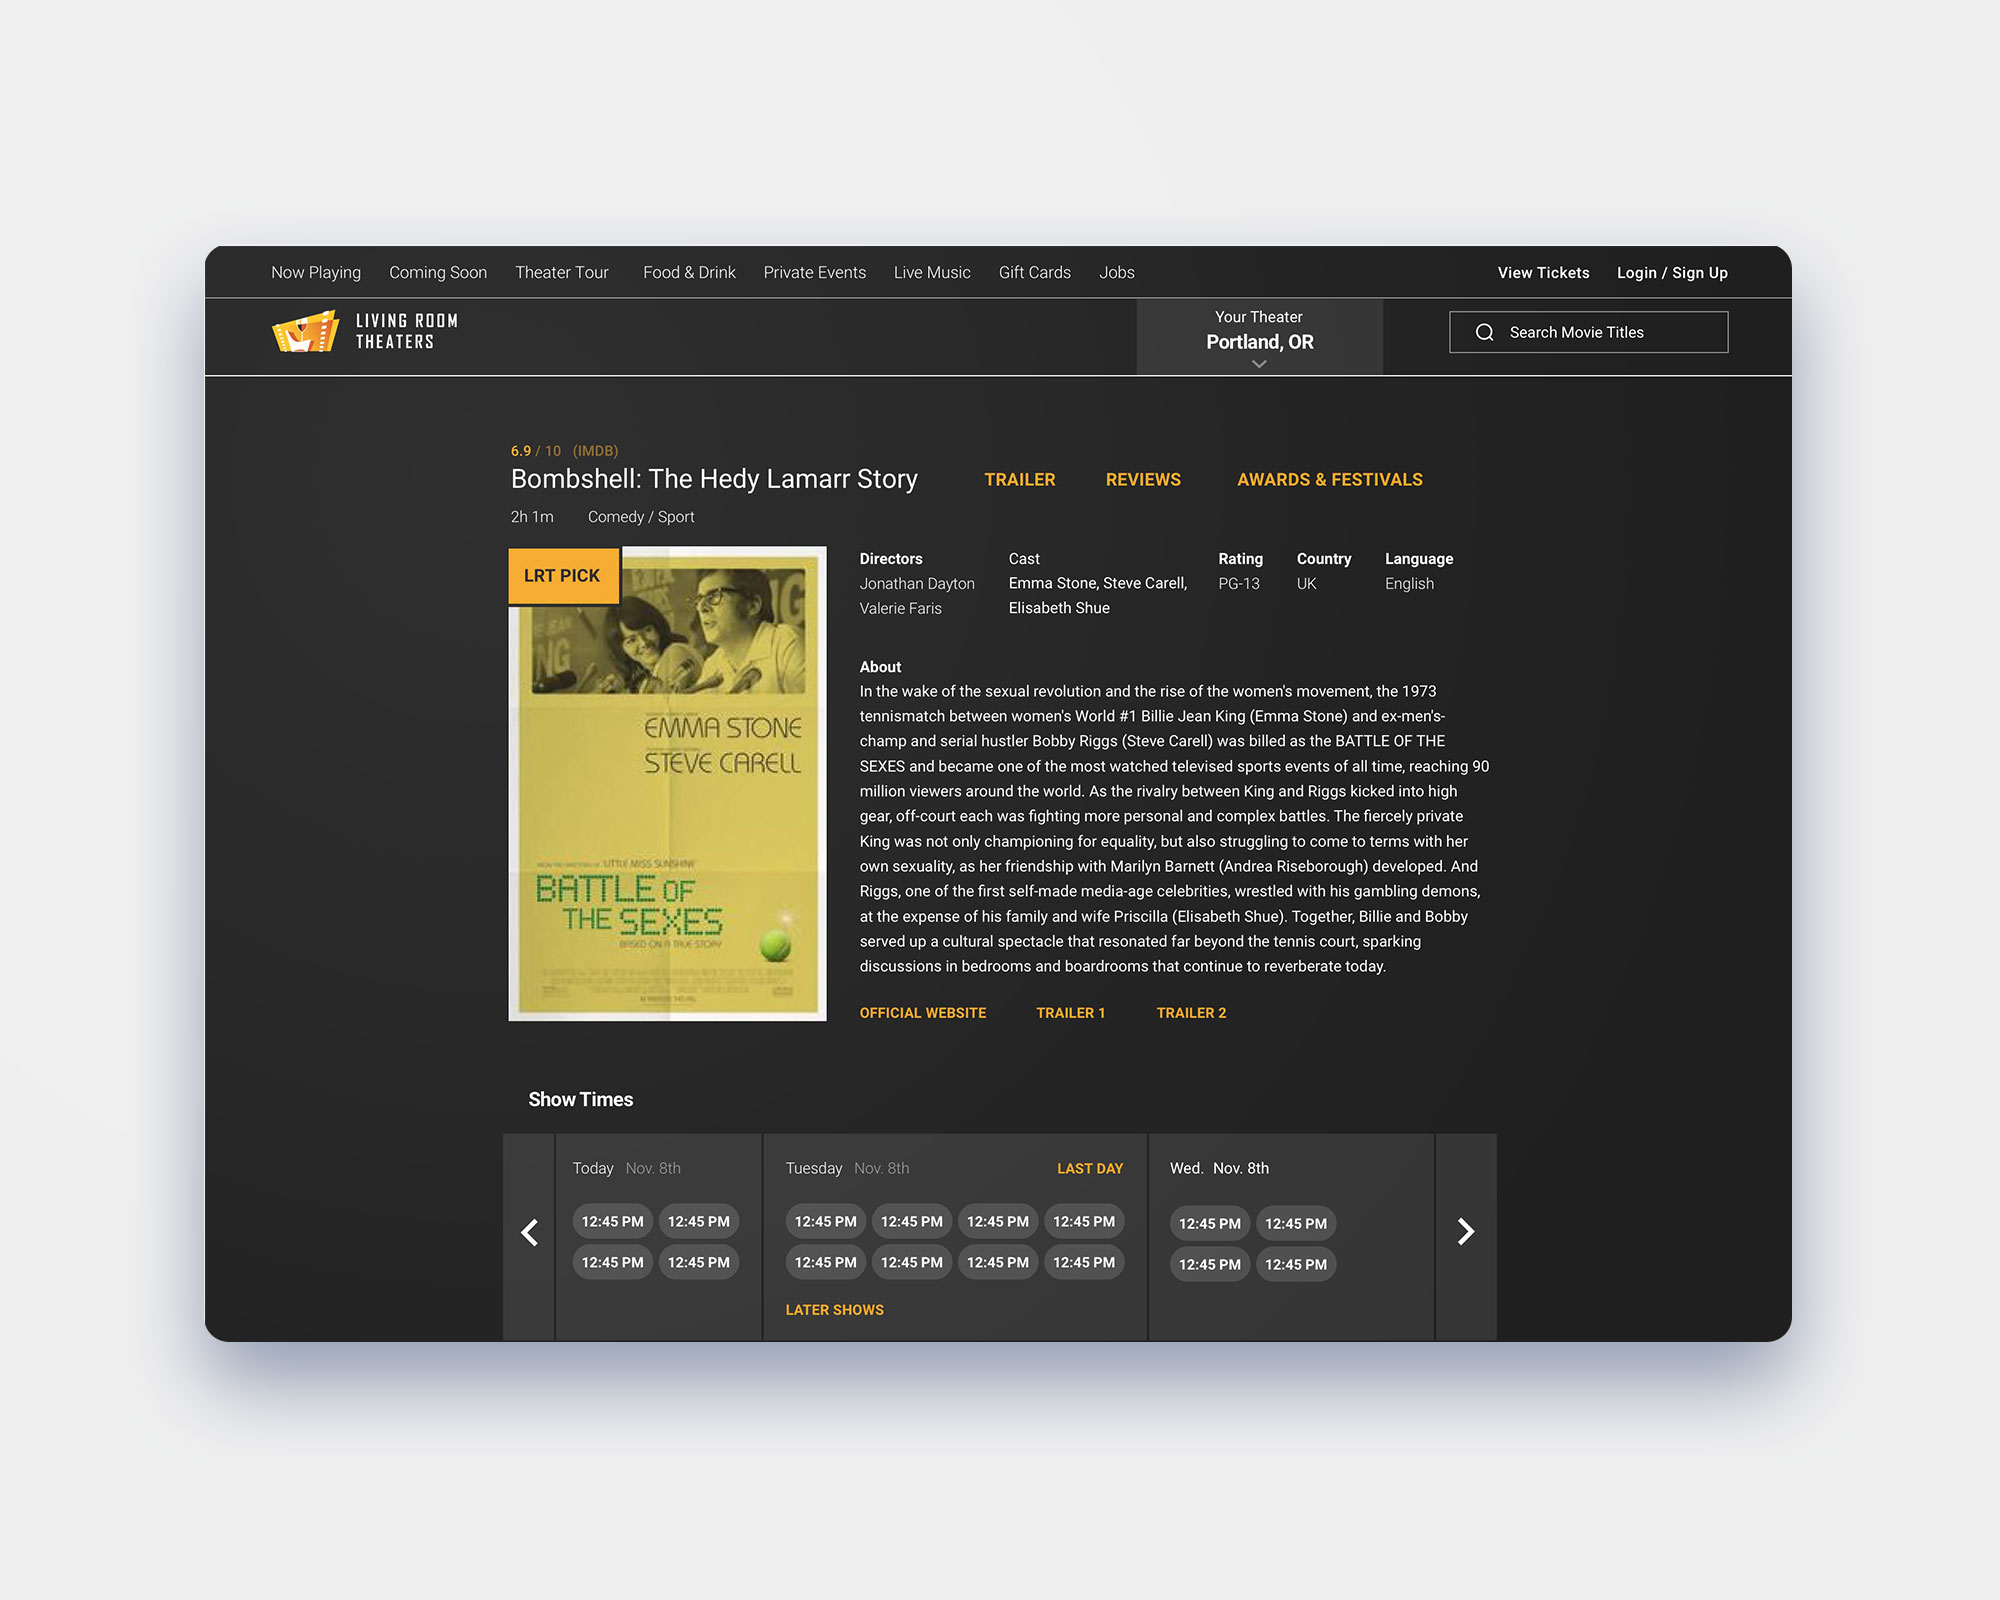 Now Playing Coming Soon Theater Tour Food & Drink Private Events Live Music Gift Cards Jobs View Tickets Login / Sign Up
LIVING ROOM
THEATERS
Your Theater
Portland, OR
Search Movie Titles
6.9 / 10 (IMDB)
Bombshell: The Hedy Lamarr Story
TRAILER REVIEWS AWARDS & FESTIVALS
2h 1m Comedy / Sport
LRT PICK
EMMA STONE
STEVE CARELL
LITTLE MISS SUNSHINE
BATTLE OF
THE SEXES
BASED ON A TRUE STORY
Directors
Jonathan Dayton
Valerie Faris
Cast
Emma Stone, Steve Carell,
Elisabeth Shue
Rating
PG-13
Country
UK
Language
English
About
In the wake of the sexual revolution and the rise of the women's movement, the 1973
tennismatch between women's World #1 Billie Jean King (Emma Stone) and ex-men's-
champ and serial hustler Bobby Riggs (Steve Carell) was billed as the BATTLE OF THE
SEXES and became one of the most watched televised sports events of all time, reaching 90
million viewers around the world. As the rivalry between King and Riggs kicked into high
gear, off-court each was fighting more personal and complex battles. The fiercely private
King was not only championing for equality, but also struggling to come to terms with her
own sexuality, as her friendship with Marilyn Barnett (Andrea Riseborough) developed. And
Riggs, one of the first self-made media-age celebrities, wrestled with his gambling demons,
at the expense of his family and wife Priscilla (Elisabeth Shue). Together, Billie and Bobby
served up a cultural spectacle that resonated far beyond the tennis court, sparking
discussions in bedrooms and boardrooms that continue to reverberate today.
OFFICIAL WEBSITE TRAILER 1 TRAILER 2
Show Times
Today Nov. 8th
12:45 PM 12:45 PM
12:45 PM 12:45 PM
Tuesday Nov. 8th LAST DAY
12:45 PM 12:45 PM 12:45 PM 12:45 PM
12:45 PM 12:45 PM 12:45 PM 12:45 PM
LATER SHOWS
Wed. Nov. 8th
12:45 PM 12:45 PM
12:45 PM 12:45 PM